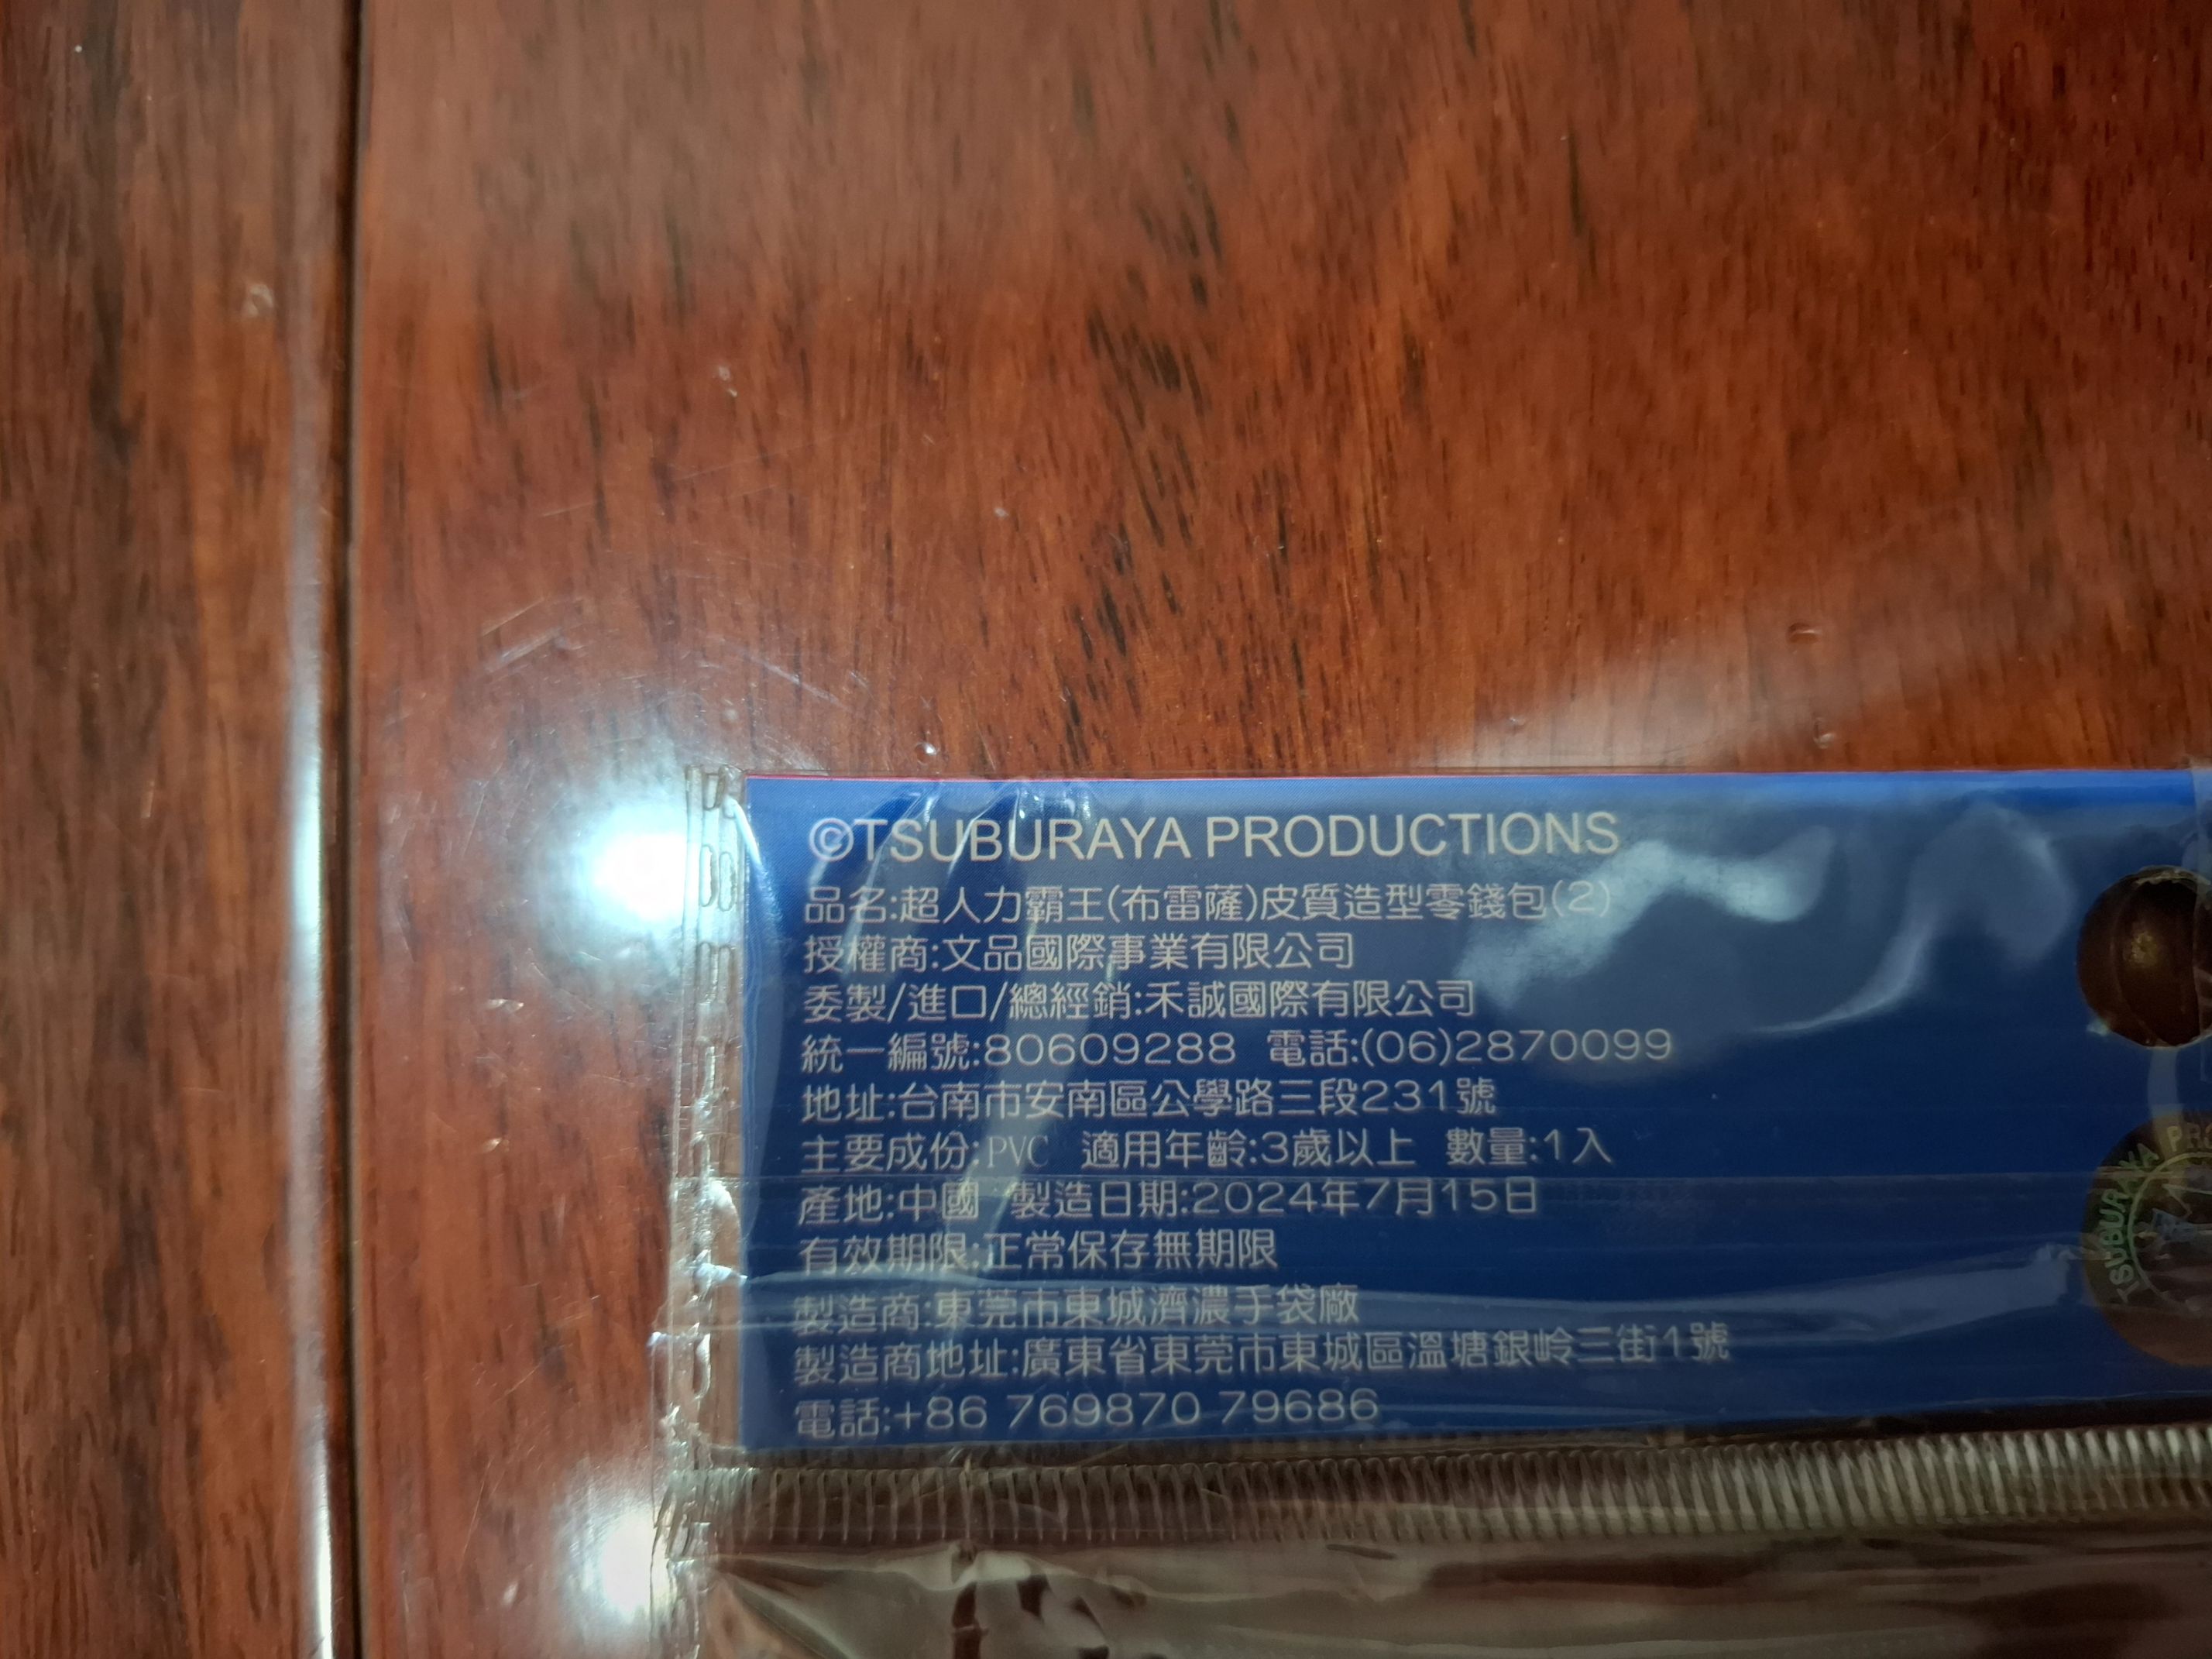 ©TSUBURAYA PRODUCTIONS
品名:超人力霸王(布雷薩)皮質造型零錢包(2)
授權商:文品國際事業有限公司
委製/進口/總經銷:禾誠國際有限公司
統一編號:80609288 電話:(06)2870099
地址:台南市安南區公學路三段231號
主要成份:PVC 適用年齡:3歲以上 數量:1入
產地:中國 製造日期:2024年7月15日
有效期限:正常保存無期限
製造商:東莞市東城濟濃手袋廠
製造商地址:廣東省東莞市東城區溫塘銀岭三街1號
電話:+86 769870 79686
TSUBURAYA